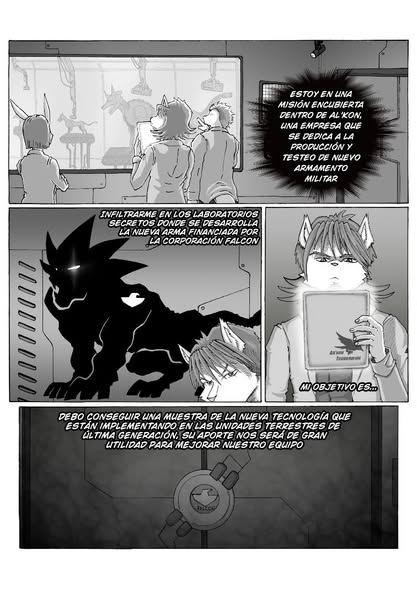 ESTOY EN UNA
MISIÓN ENCUBIERTA
DENTRO DE AL'KON,
UNA EMPRESA QUE
SE DEDICA A LA
PRODUCCIÓN Y
TESTEO DE NUEVO
ARMAMENTO
MILITAR
INFILTRARME EN LOS LABORATORIOS
SECRETOS DONDE SE DESARROLLA
LA NUEVA ARMA FINANCIADA POR
LA CORPORACIÓN FALCON
MI OBJETIVO ES...
DEBO CONSEGUIR UNA MUESTRA DE LA NUEVA TECNOLOGÍA QUE
ESTÁN IMPLEMENTANDO EN LAS UNIDADES TERRESTRES DE
ÚLTIMA GENERACIÓN, SU APORTE NOS SERÁ DE GRAN
UTILIDAD PARA MEJORAR NUESTRO EQUIPO